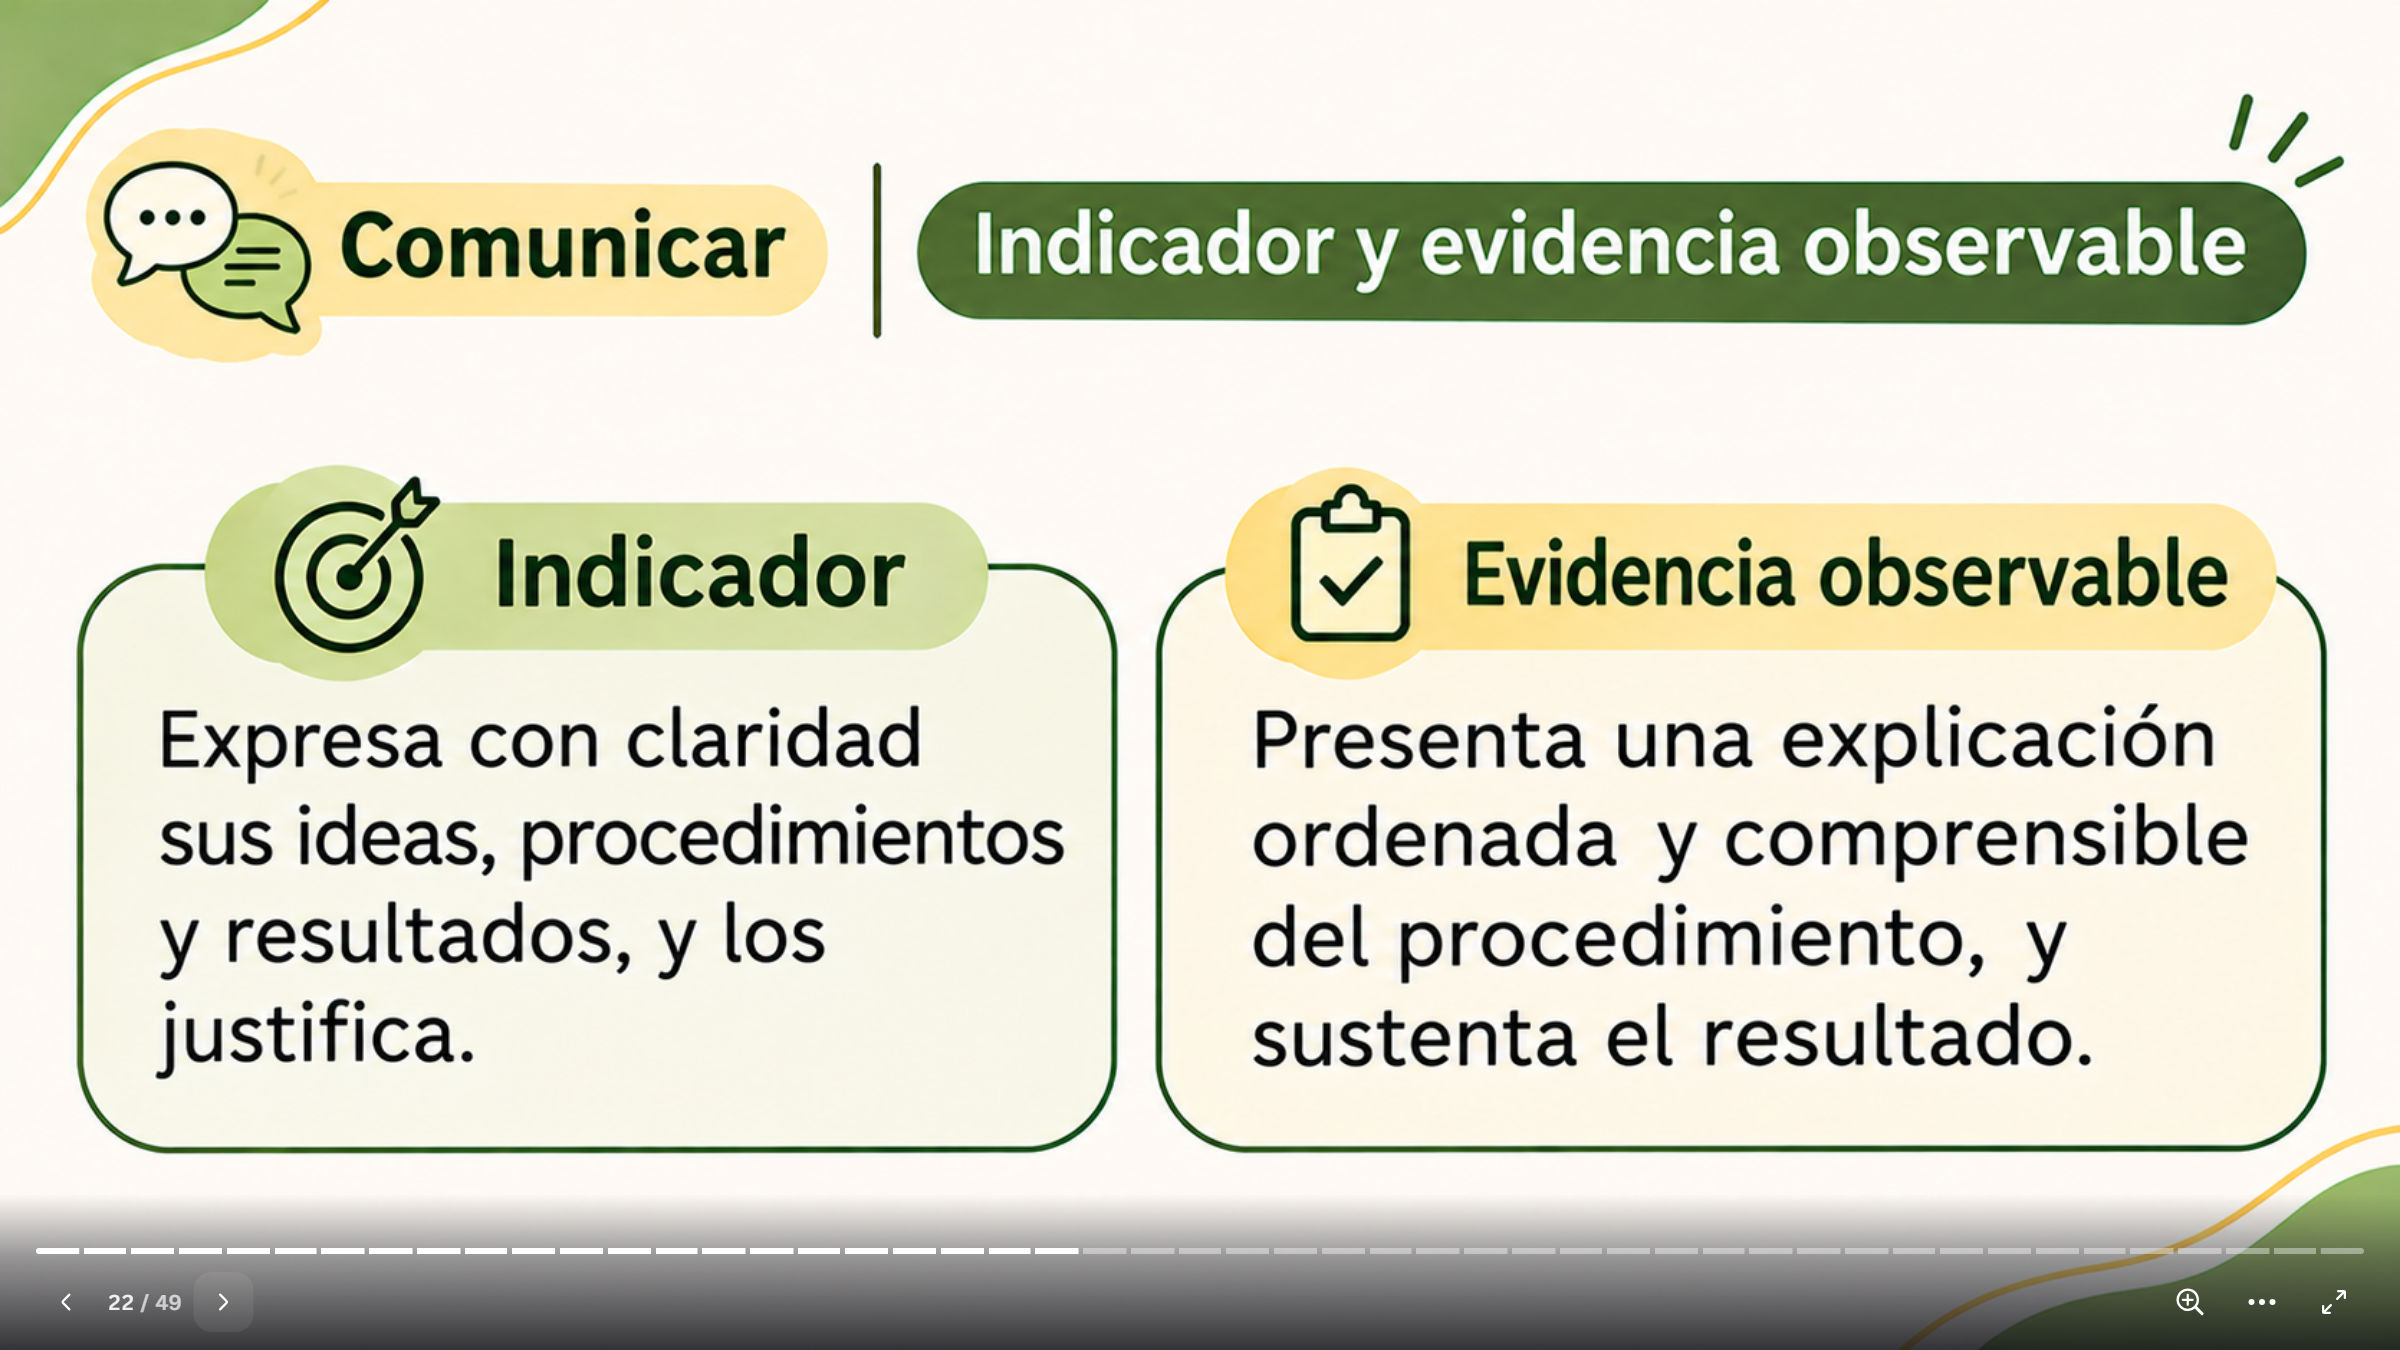 Comunicar
Indicador y evidencia observable
Indicador
Expresa con claridad
sus ideas, procedimientos
y resultados, y los
justifica.
Evidencia observable
Presenta una explicación
ordenada y comprensible
del procedimiento, y
sustenta el resultado.
22 / 49